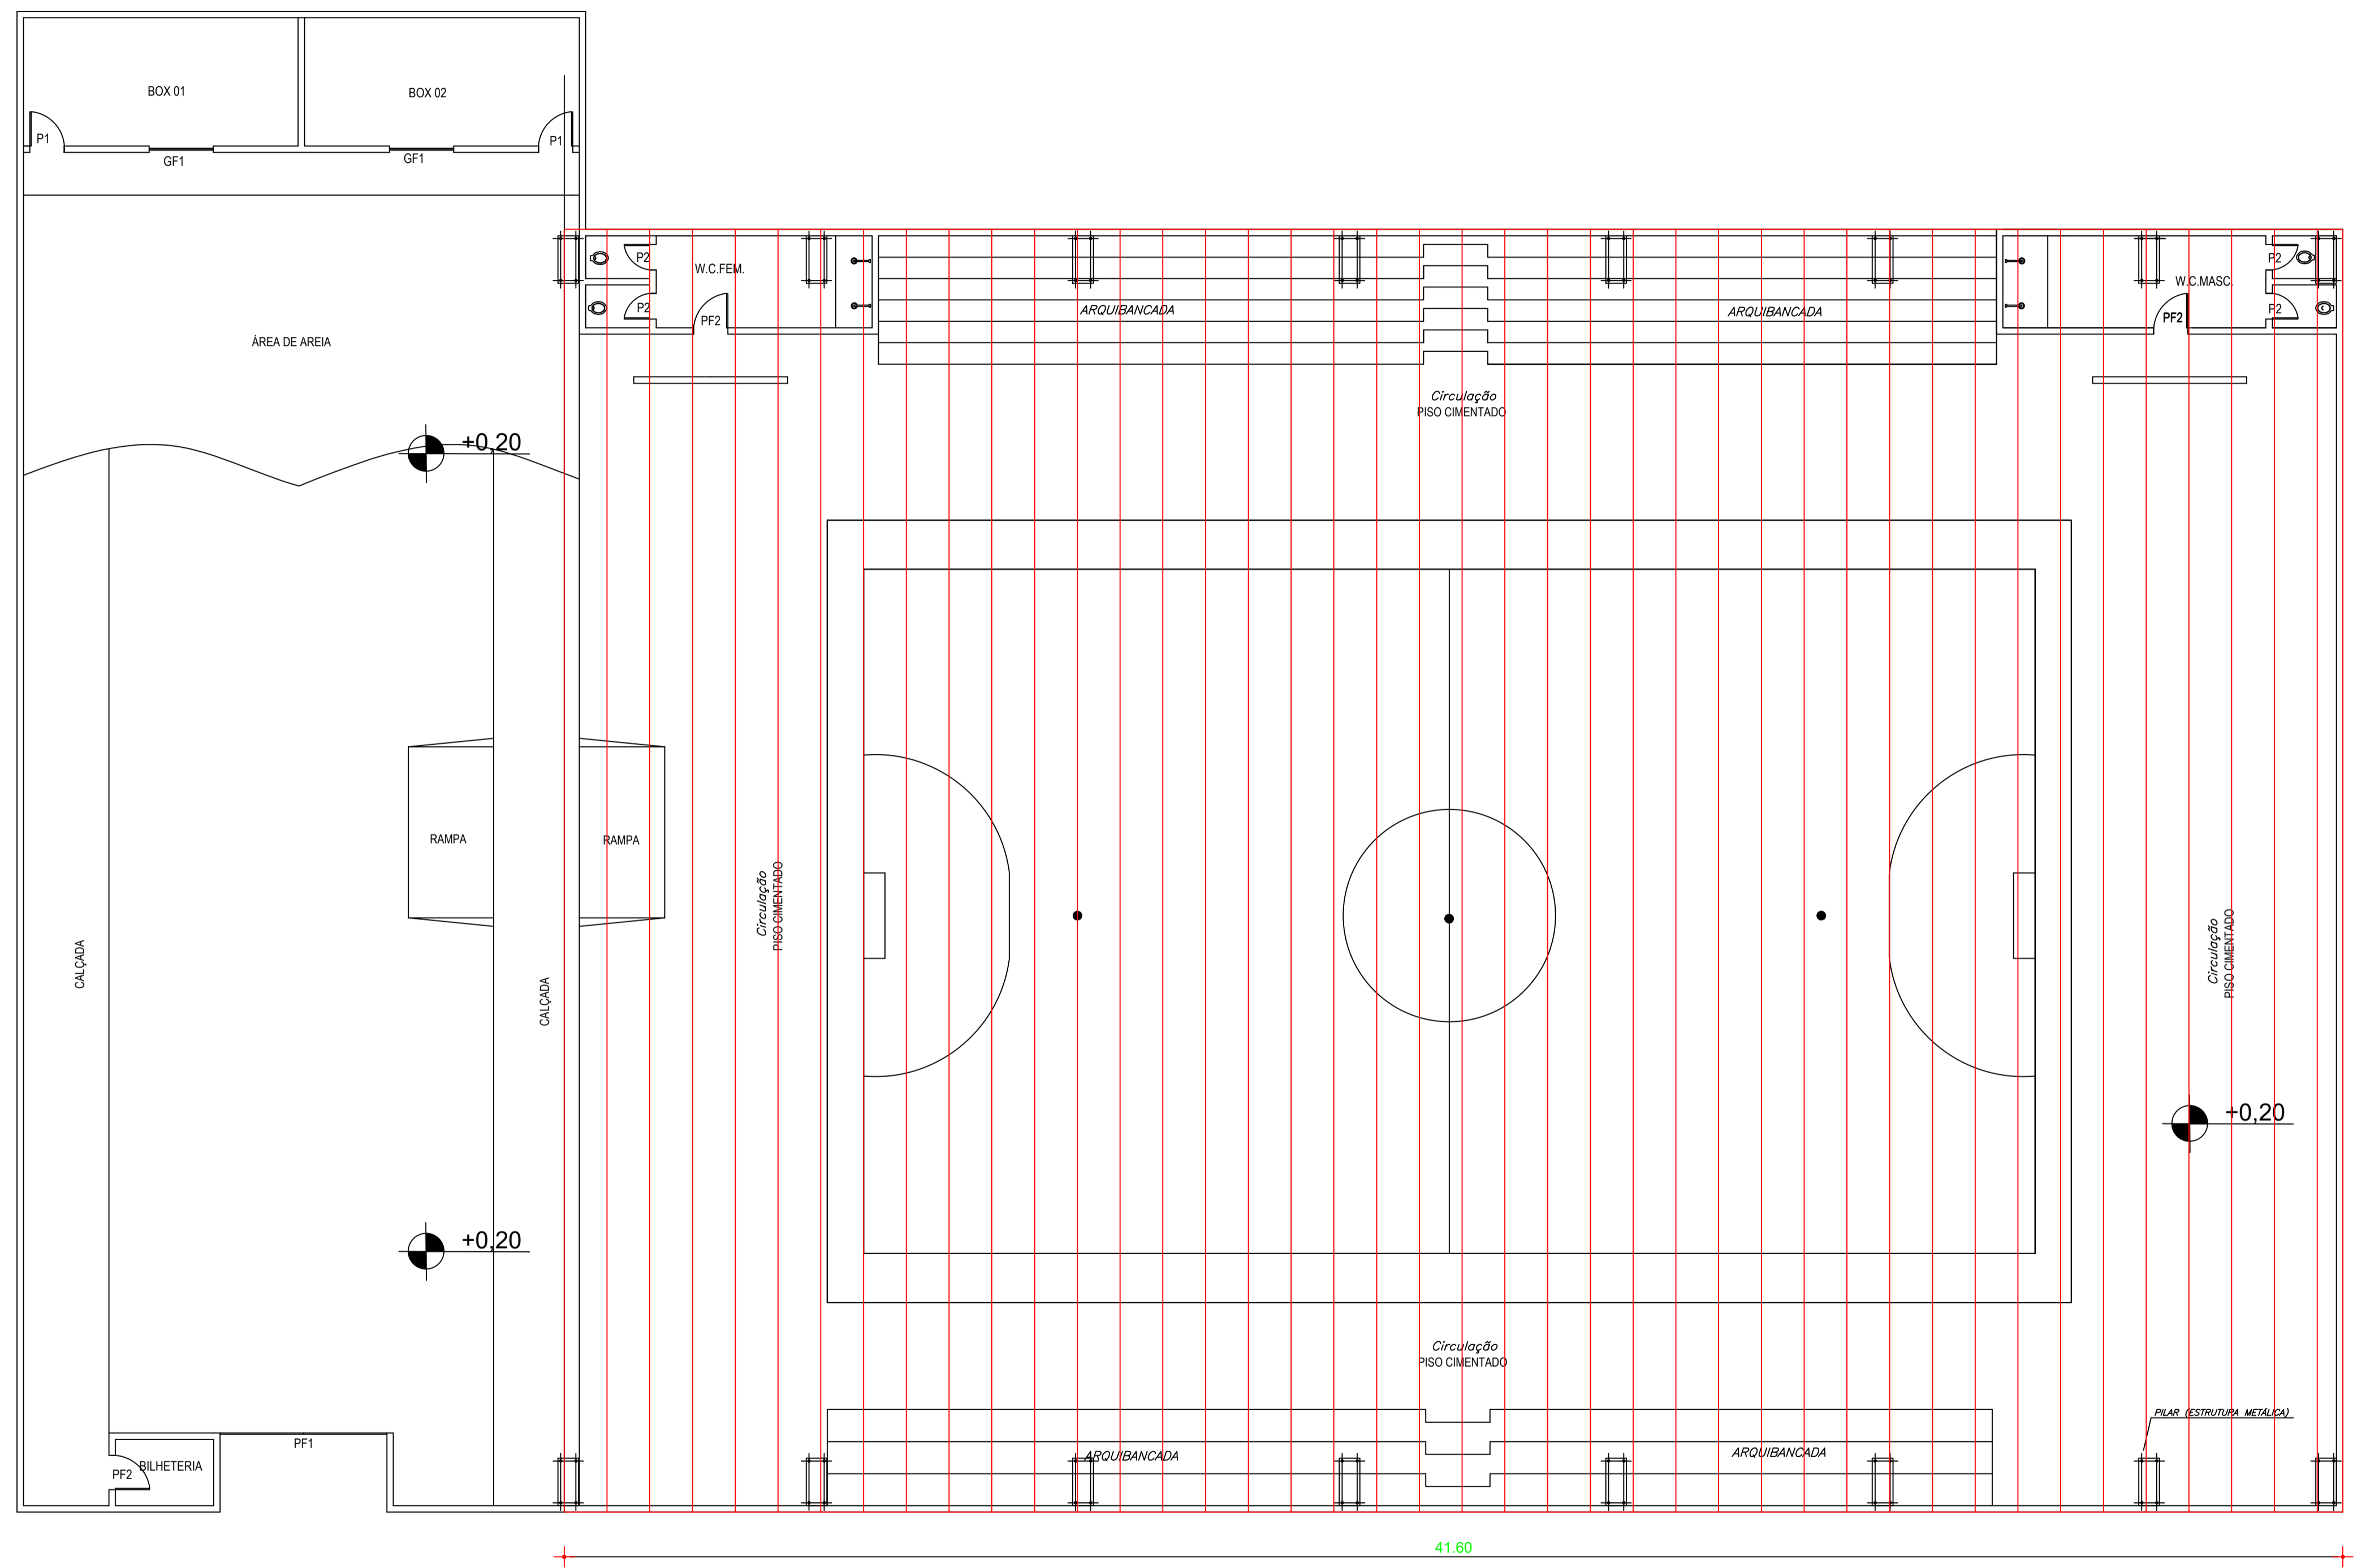 BOX 01
BOX 02
P1
P1
GF1
GF1
P2
W.C.FEM.
P2
PF2
ARQUIBANCADA
ARQUIBANCADA
P2
W.C.MASC.
P2
PF2
ÁREA DE AREIA
Circulação
PISO CIMENTADO
+0,20
RAMPA
RAMPA
Circulação
PISO CIMENTADO
CALÇADA
CALÇADA
Circulação
PISO CIMENTADO
+0,20
+0,20
Circulação
PISO CIMENTADO
PILAR (ESTRUTURA METÁLICA)
PF1
ARQUIBANCADA
ARQUIBANCADA
BILHETERIA
PF2
41.60